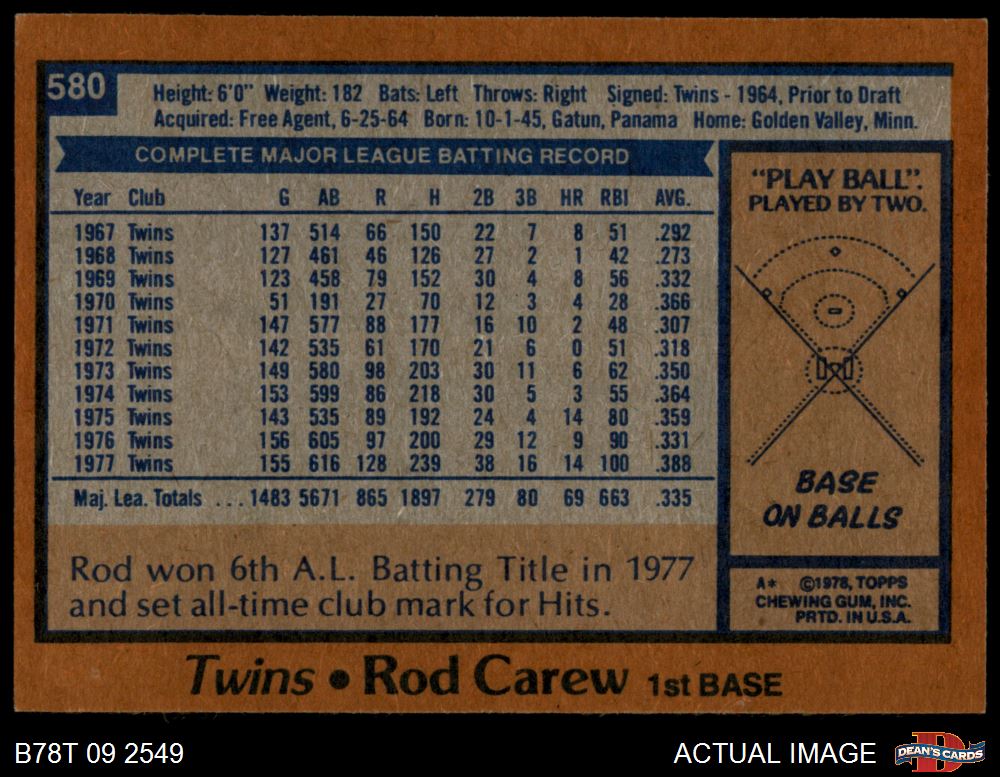 580
Height: 6'0" Weight: 182 Bats: Left Throws: Right Signed: Twins - 1964, Prior to Draft
Acquired: Free Agent, 6-25-64 Born: 10-1-45, Gatun, Panama Home: Golden Valley, Minn.
COMPLETE MAJOR LEAGUE BATTING RECORD
Year Club G AB R H 2B 3B HR RBI AVG.
1967 Twins 137 514 66 150 22 7 8 51 .292
1968 Twins 127 461 46 126 27 2 1 42 .273
1969 Twins 123 458 79 152 30 4 8 56 .332
1970 Twins 51 191 27 70 12 3 4 28 .366
1971 Twins 147 577 88 177 16 10 2 48 .307
1972 Twins 142 535 61 170 21 6 0 51 .318
1973 Twins 149 580 98 203 30 11 6 62 .350
1974 Twins 153 599 86 218 30 5 3 55 .364
1975 Twins 143 535 89 192 24 4 14 80 .359
1976 Twins 156 605 97 200 29 12 9 90 .331
1977 Twins 155 616 128 239 38 16 14 100 .388
Maj. Lea. Totals ... 1483 5671 865 1897 279 80 69 663 .335
Rod won 6th A.L. Batting Title in 1977
and set all-time club mark for Hits.
"PLAY BALL".
PLAYED BY TWO.
BASE
ON BALLS
A* ©1978, TOPPS
CHEWING GUM, INC.
PRTD. IN U.S.A.
Twins • Rod Carew 1st BASE
B78T 09 2549
ACTUAL IMAGE
D
DEAN'S CARDS